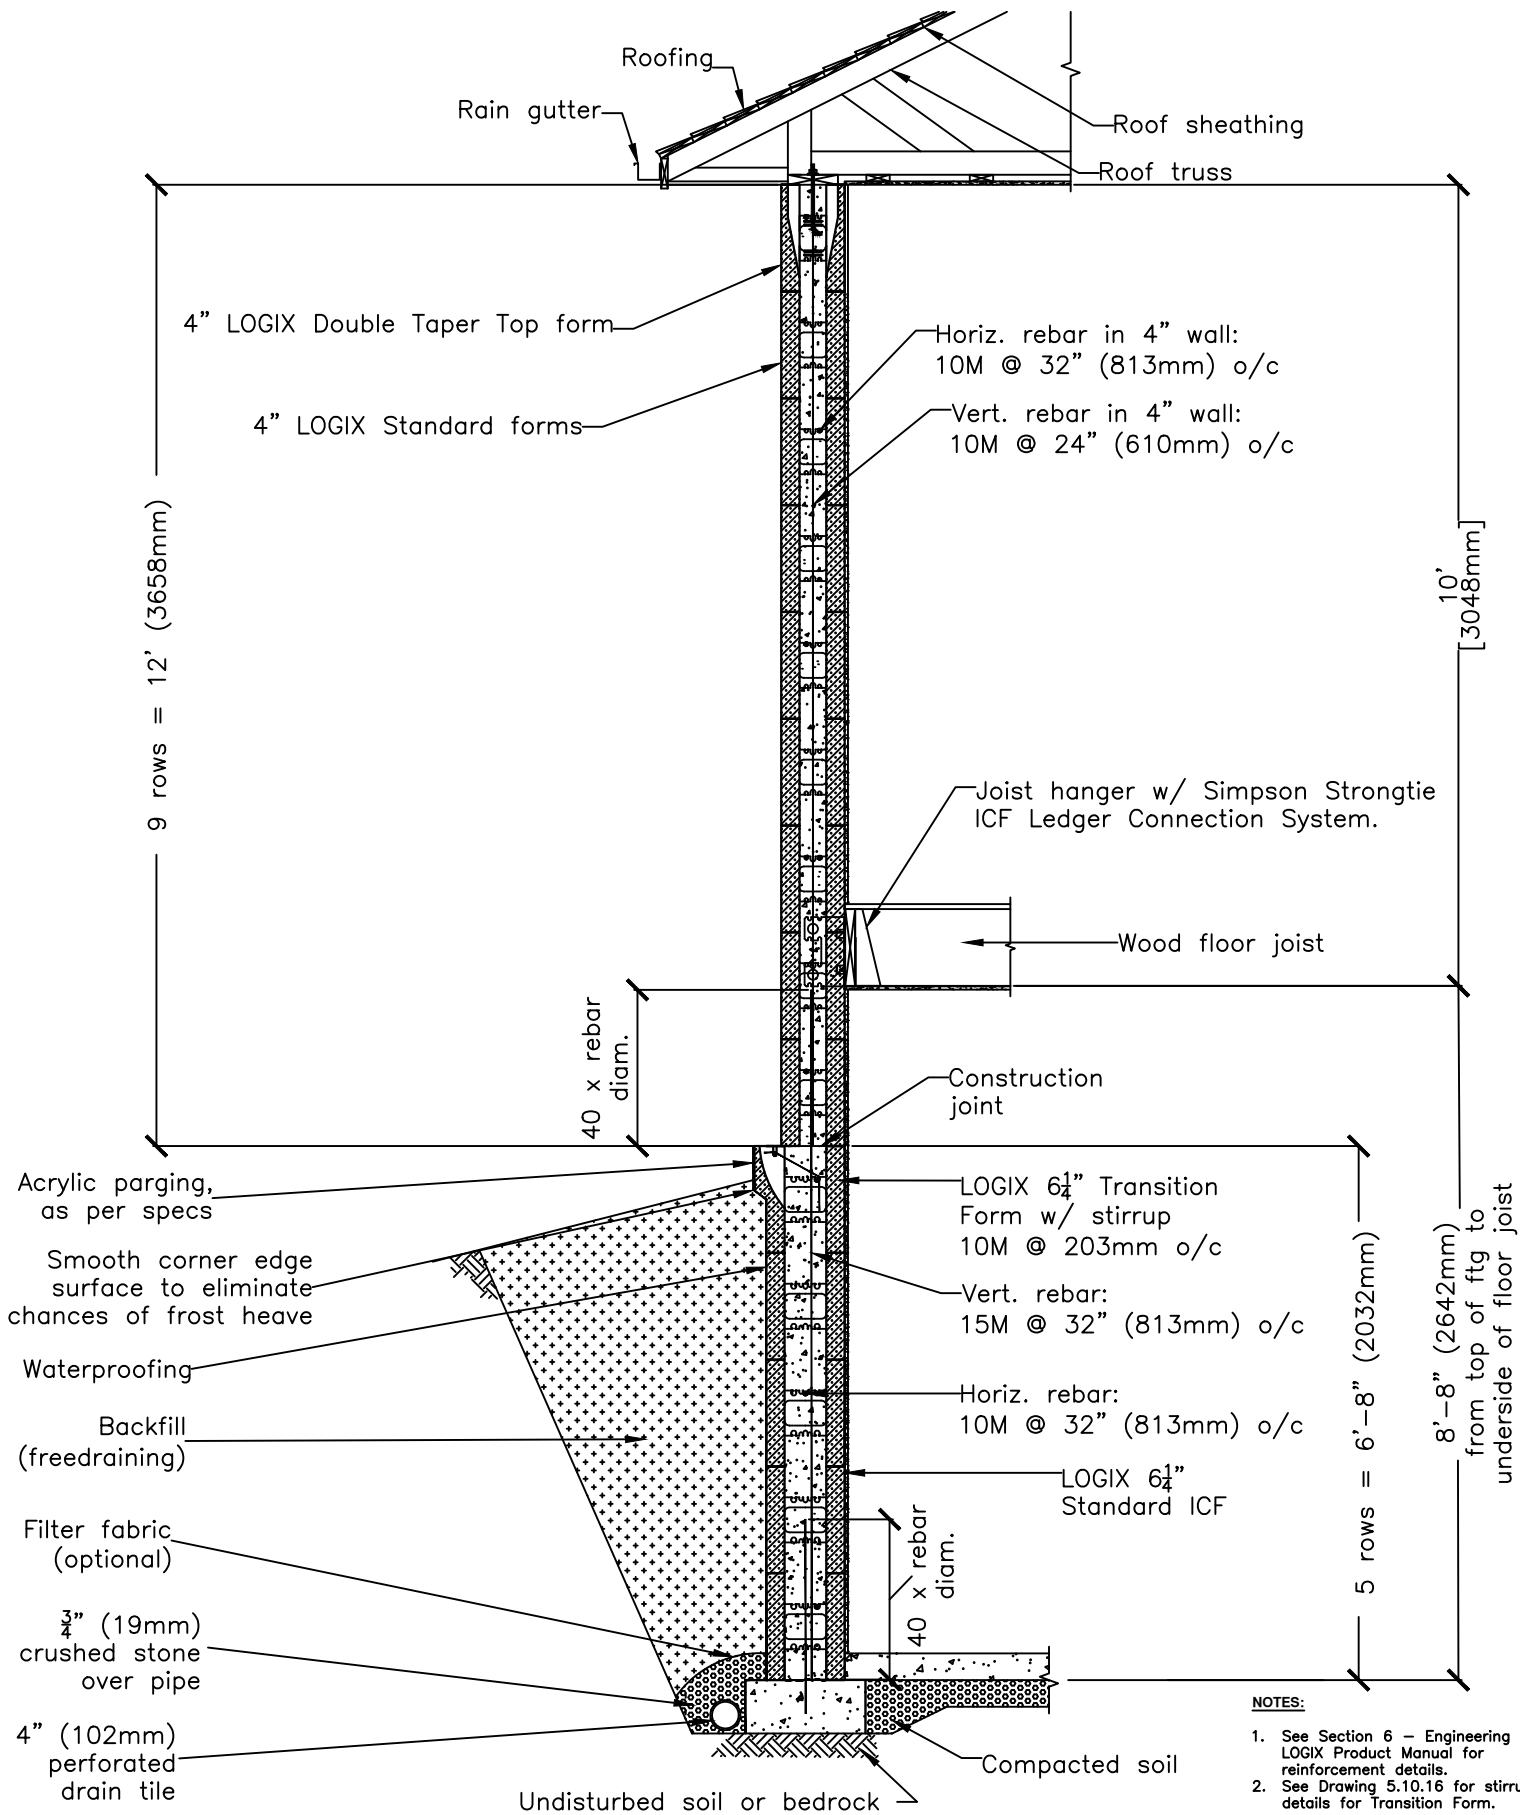 Roofing
Rain gutter
Roof sheathing
Roof truss
4” LOGIX Double Taper Top form
4” LOGIX Standard forms
Horiz. rebar in 4” wall:
10M @ 32” (813mm) o/c
Vert. rebar in 4” wall:
10M @ 24” (610mm) o/c
9 rows = 12’ (3658mm)
10’
[3048mm]
Joist hanger w/ Simpson Strongtie
ICF Ledger Connection System.
Wood floor joist
40 x rebar
diam.
Construction
joint
Acrylic parging,
as per specs
Smooth corner edge
surface to eliminate
chances of frost heave
Waterproofing
Backfill
(freedraining)
Filter fabric
(optional)
¾” (19mm)
crushed stone
over pipe
4” (102mm)
perforated
drain tile
LOGIX 6¼” Transition
Form w/ stirrup
10M @ 203mm o/c
Vert. rebar:
15M @ 32” (813mm) o/c
Horiz. rebar:
10M @ 32” (813mm) o/c
LOGIX 6¼”
Standard ICF
40 x rebar
diam.
5 rows = 6’–8” (2032mm)
8’–8” (2642mm)
from top of ftg to
underside of floor joist
Compacted soil
Undisturbed soil or bedrock
NOTES:
1. See Section 6 – Engineering
LOGIX Product Manual for
reinforcement details.
2. See Drawing 5.10.16 for stirru
details for Transition Form.